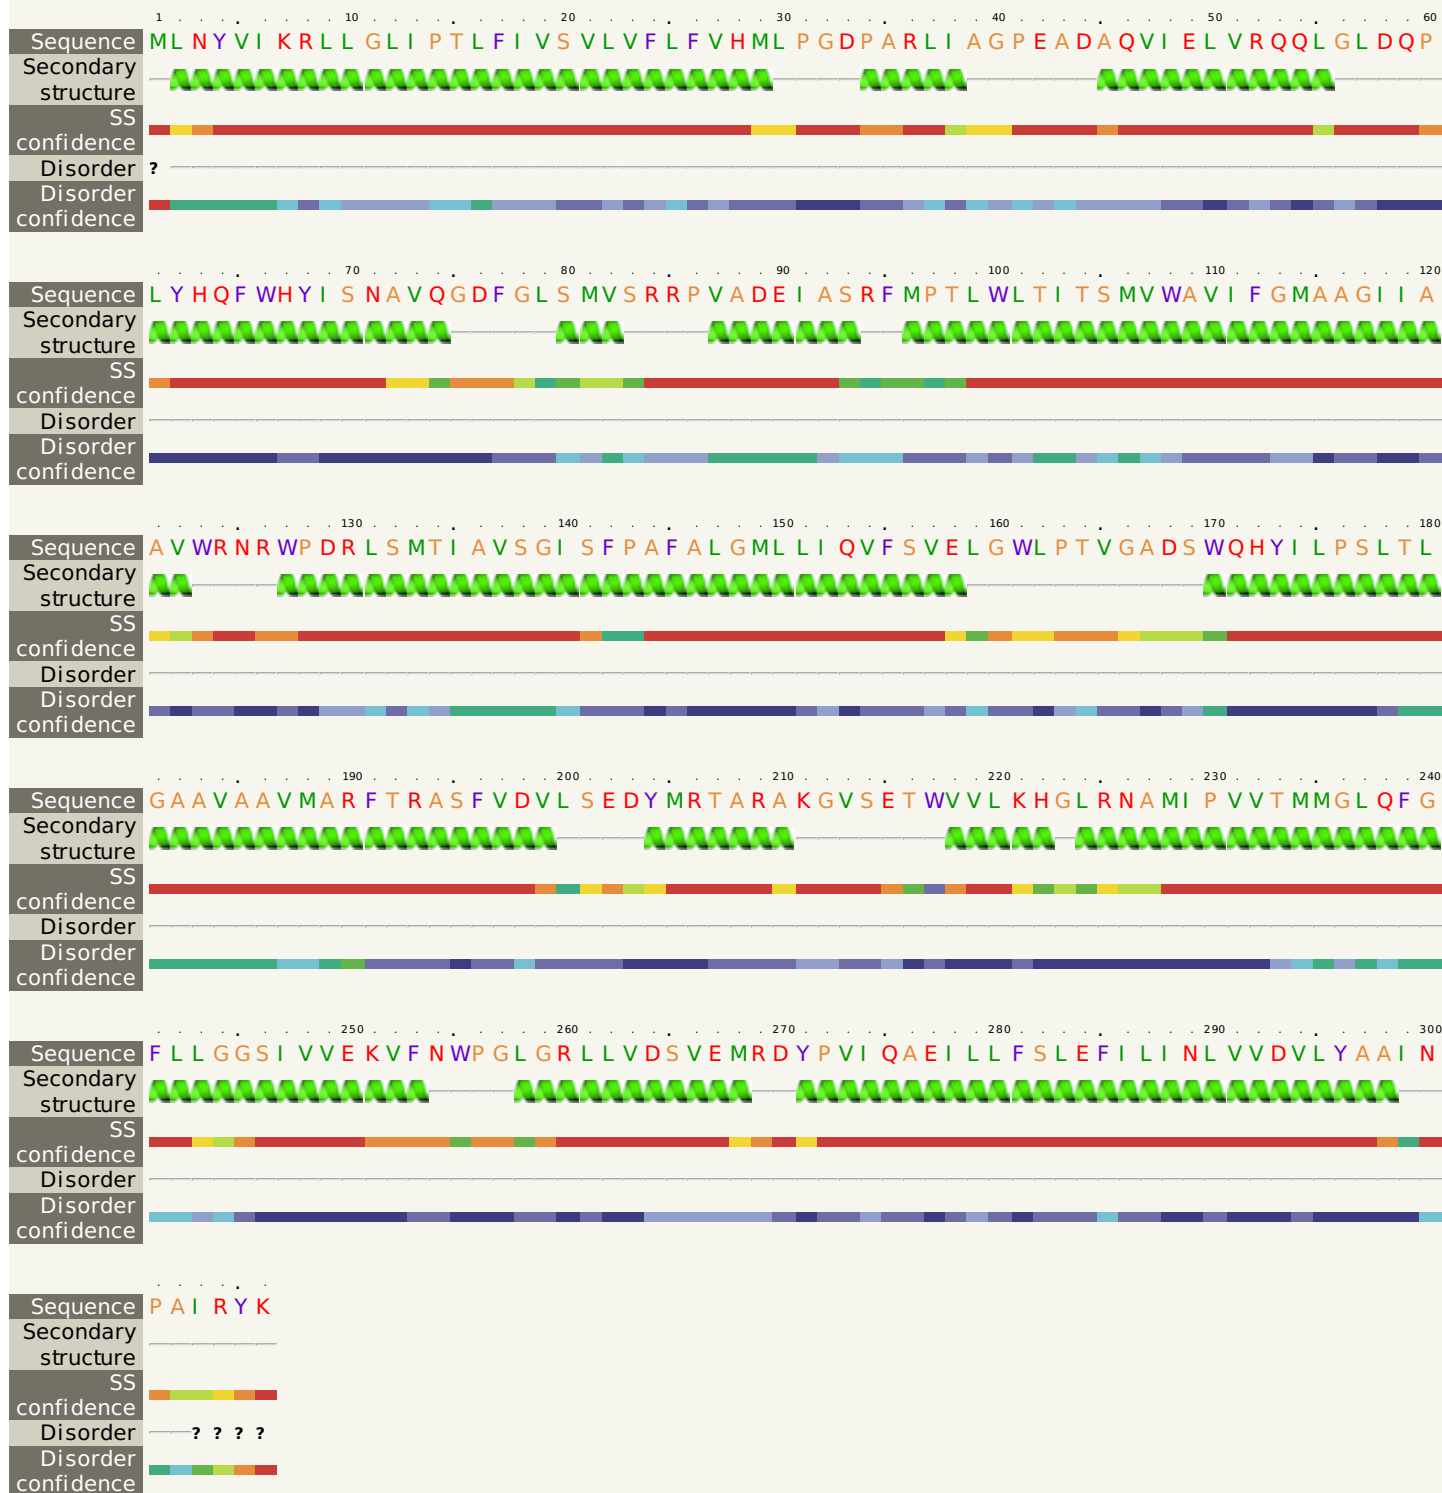 1 . . . . . . . . 10 . . . . . . . . . 20 . . . . . . . . . 30 . . . . . . . . . 40 . . . . . . . . . 50 . . . . . . . . . 60
Sequence MLNYVIKRLLGLIPTLFIVSVLVFLFVHMLPGDPARLIAGPEADAQVIELVRQQLGLDQP
Secondary
structure
SS
confidence
Disorder ?
Disorder
confidence
. . . . . . . . . 70 . . . . . . . . . 80 . . . . . . . . . 90 . . . . . . . . . 100 . . . . . . . . . 110 . . . . . . . . . 120
Sequence LYHQFWHYISNAVQGDFGLSMVSRRPVADEIASRFMPTLWLTITSMVWAVIFGMAAGIIA
Secondary
structure
SS
confidence
Disorder
Disorder
confidence
. . . . . . . . . 130 . . . . . . . . . 140 . . . . . . . . . 150 . . . . . . . . . 160 . . . . . . . . . 170 . . . . . . . . . 180
Sequence AVWRNRWPDRLSMTIAVSGISFPAFALGMLLIQVFSVELGWLPTVGADSWQHYILPSLTL
Secondary
structure
SS
confidence
Disorder
Disorder
confidence
. . . . . . . . . 190 . . . . . . . . . 200 . . . . . . . . . 210 . . . . . . . . . 220 . . . . . . . . . 230 . . . . . . . . . 240
Sequence GAAVAAVMARFTRASFVDVLSEDYMRTARAKGVSETWVVLKHGLRNAMIPVVTMMGLQFG
Secondary
structure
SS
confidence
Disorder
Disorder
confidence
. . . . . . . . . 250 . . . . . . . . . 260 . . . . . . . . . 270 . . . . . . . . . 280 . . . . . . . . . 290 . . . . . . . . . 300
Sequence FLLGGSIVVEKVFNWPGLGRLLVDSVEMRDYPVIQAEILLFSLEFILINLVVDVLYAAIN
Secondary
structure
SS
confidence
Disorder
Disorder
confidence
. . . . . .
Sequence PAIRYK
Secondary
structure
SS
confidence
Disorder ? ? ? ?
Disorder
confidence